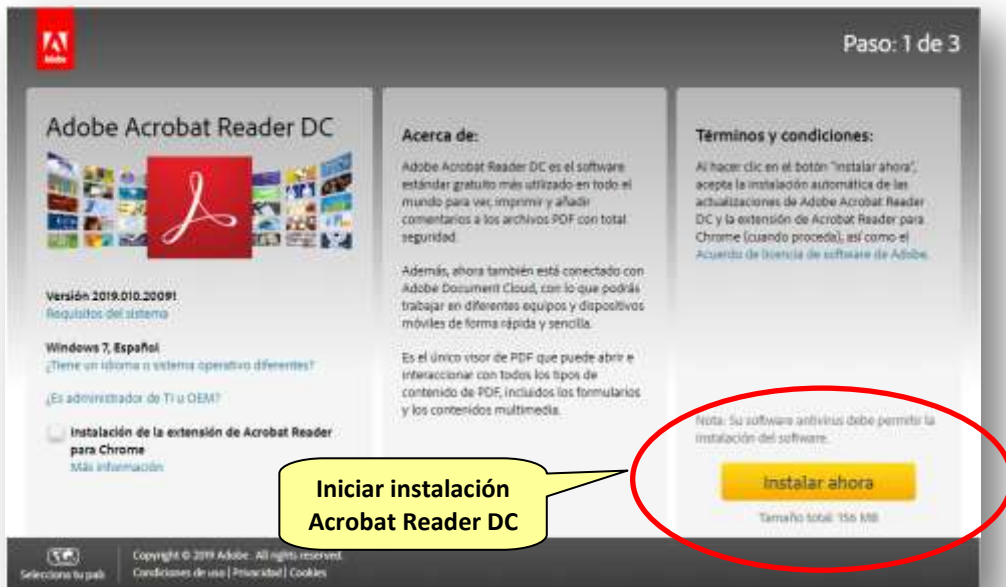 Adobe
Paso: 1 de 3
Adobe Acrobat Reader DC
Versión 2019.010.20091
Requisitos del sistema
Windows 7, Español
¿Tiene un idioma o sistema operativo diferentes?
¿Es administrador de TI u OEM?
Instalación de la extensión de Acrobat Reader
para Chrome
Más información
Acerca de:
Adobe Acrobat Reader DC es el software
estándar gratuito más utilizado en todo el
mundo para ver, imprimir y añadir
comentarios a los archivos PDF con total
seguridad.
Además, ahora también está conectado con
Adobe Document Cloud, con lo que podrás
trabajar en diferentes equipos y dispositivos
móviles de forma rápida y sencilla.
Es el único visor de PDF que puede abrir e
interaccionar con todos los tipos de
contenido de PDF, incluidos los formularios
y los contenidos multimedia.
Términos y condiciones:
Al hacer clic en el botón "Instalar ahora",
acepta la instalación automática de las
actualizaciones de Adobe Acrobat Reader
DC y la extensión de Acrobat Reader para
Chrome (cuando proceda), así como el
Acuerdo de licencia de software de Adobe.
Nota: Su software antivirus debe permitir la
instalación del software.
Instalar ahora
Tamaño total: 156 MB
Iniciar instalación
Acrobat Reader DC
Selecciona tu país
Copyright © 2019 Adobe. All rights reserved.
Condiciones de uso | Privacidad | Cookies